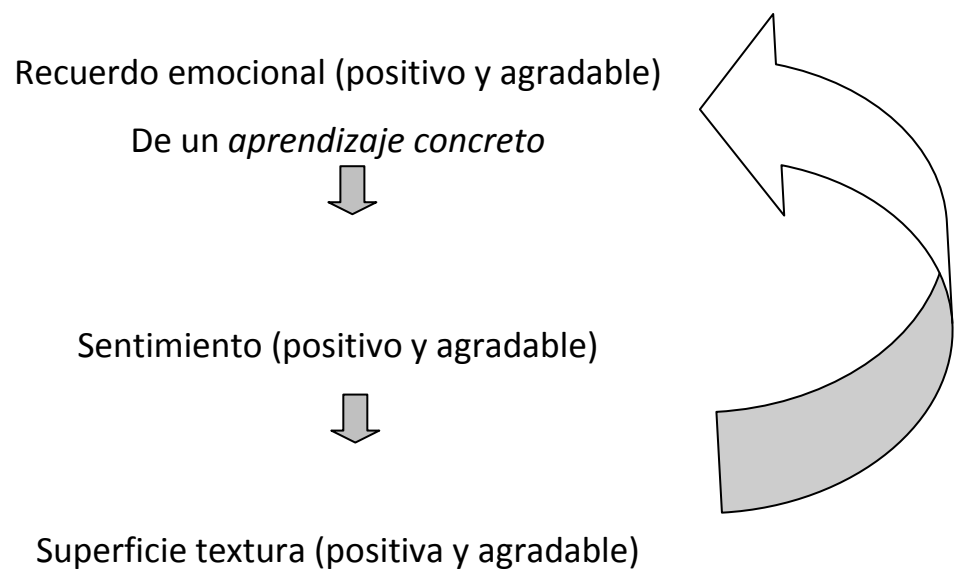 Recuerdo emocional (positivo y agradable)
De un aprendizaje concreto
Sentimiento (positivo y agradable)
Superficie textura (positiva y agradable)